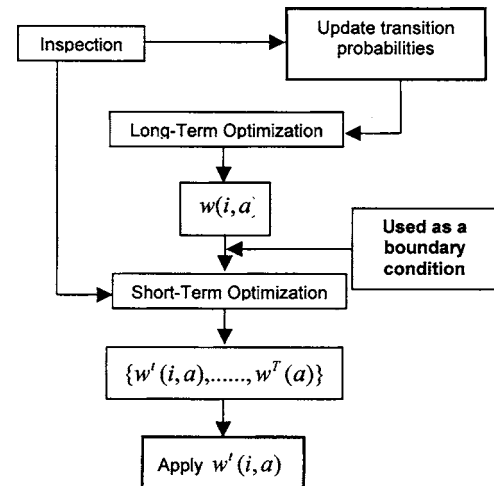 Inspection
Update transition
probabilities
Long-Term Optimization
w(i,a)
Used as a
boundary
condition
Short-Term Optimization
{w^t(i,a),......,w^T(a)}
Apply w^t(i,a)